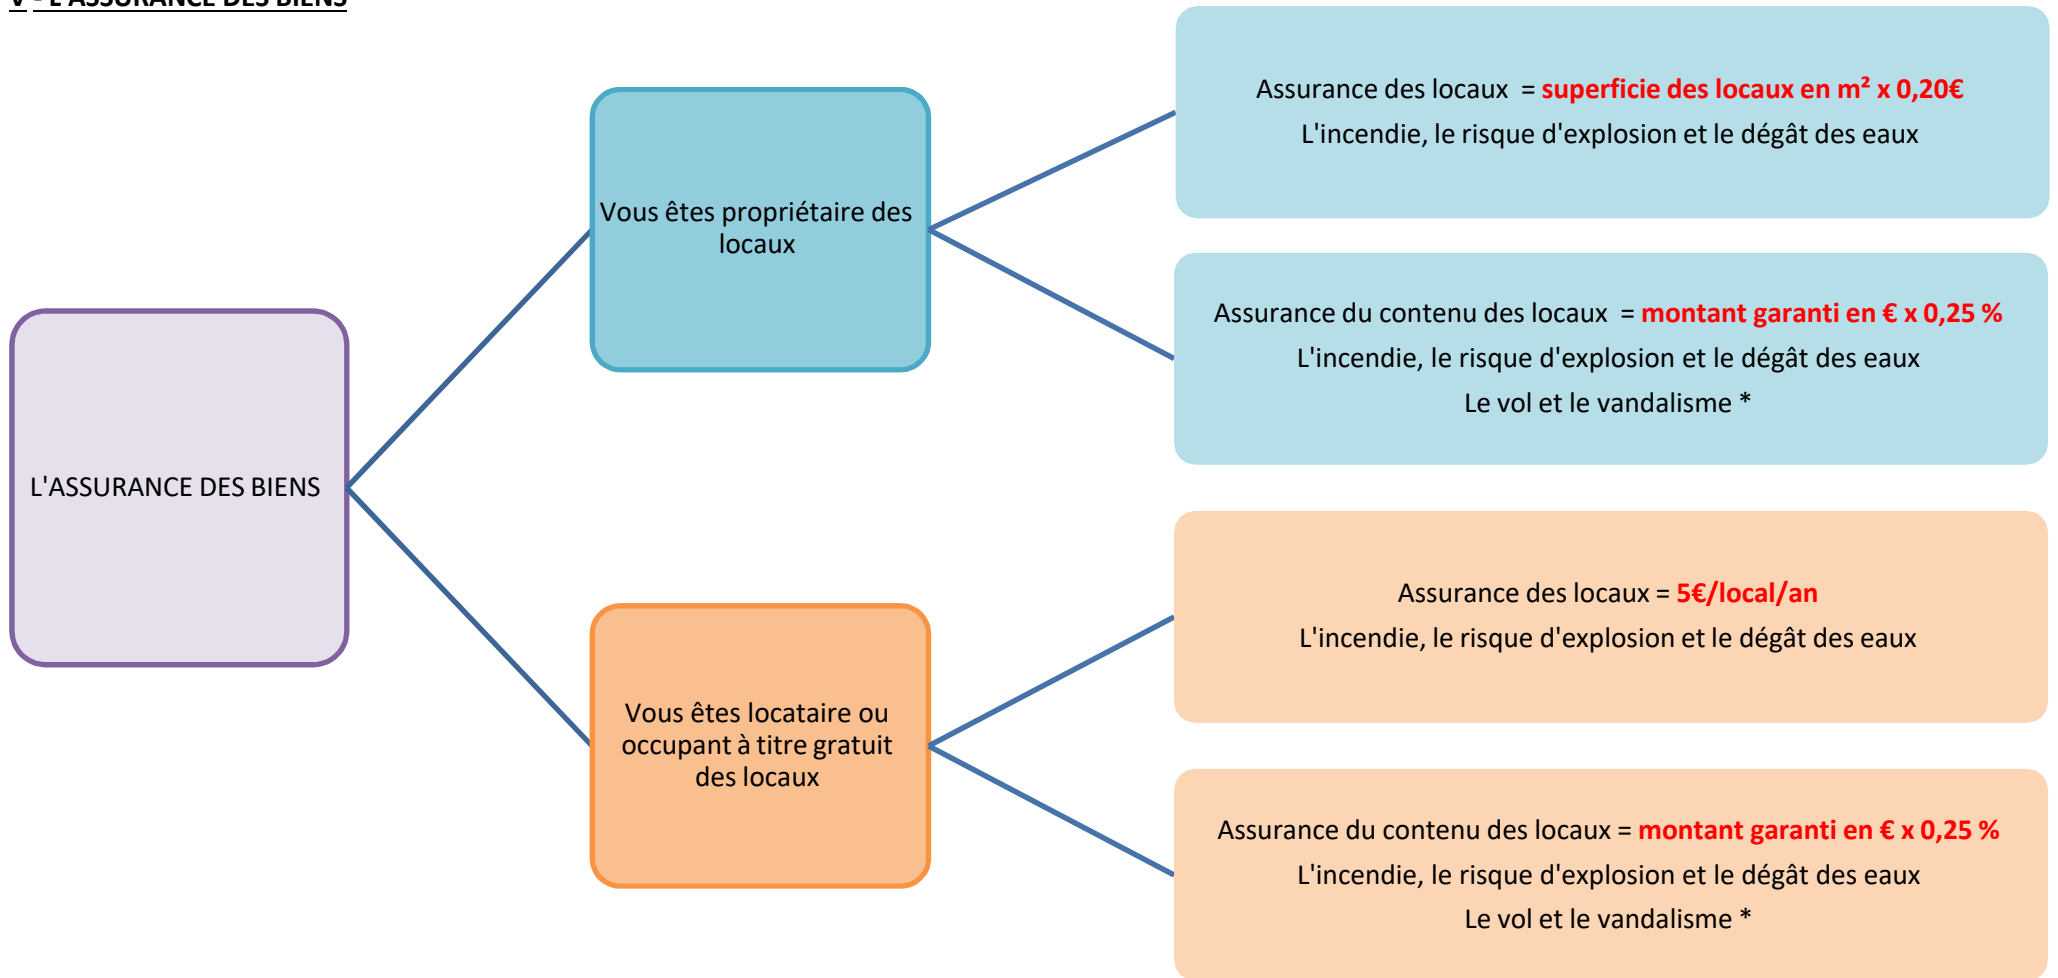 V - L'ASSURANCE DES BIENS
L'ASSURANCE DES BIENS
Vous êtes propriétaire des
locaux
Assurance des locaux = superficie des locaux en m² x 0,20€
L'incendie, le risque d'explosion et le dégât des eaux
Assurance du contenu des locaux = montant garanti en € x 0,25 %
L'incendie, le risque d'explosion et le dégât des eaux
Le vol et le vandalisme *
Vous êtes locataire ou
occupant à titre gratuit
des locaux
Assurance des locaux = 5€/local/an
L'incendie, le risque d'explosion et le dégât des eaux
Assurance du contenu des locaux = montant garanti en € x 0,25 %
L'incendie, le risque d'explosion et le dégât des eaux
Le vol et le vandalisme *